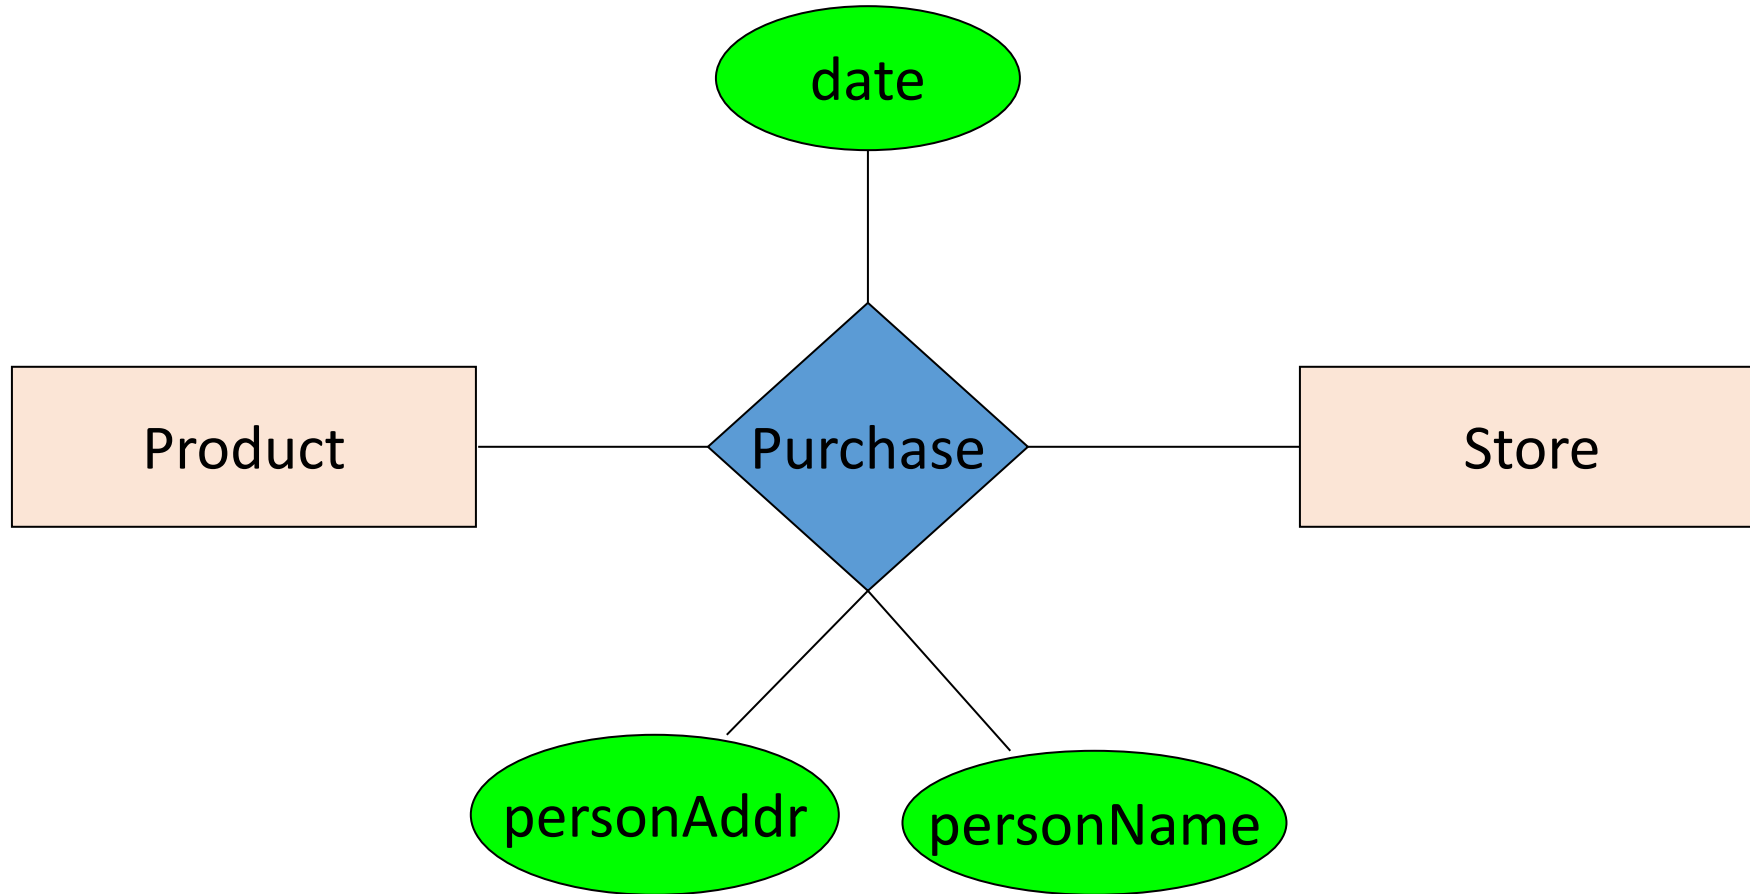 date
Product
Purchase
Store
personAddr
personName